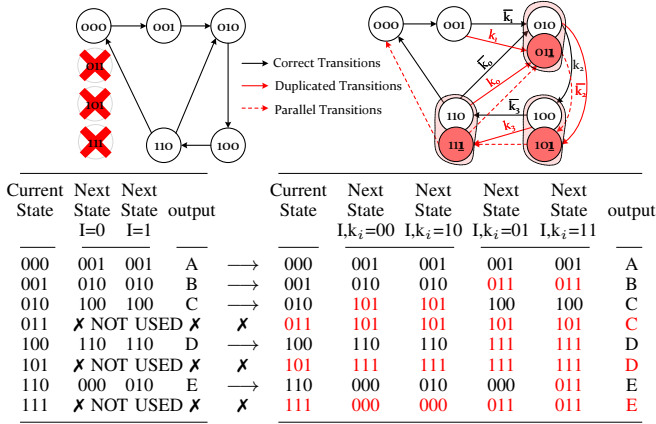 000 001 010
011
101
111
110 100
Correct Transitions
Duplicated Transitions
Parallel Transitions
000 001 k̅₁ 010
k₁
011
k̅₀
k₀
k₂
k̅₂
110 k̅₃ 100
k₃
111 101
Current State Next State I=0 Next State I=1 output
Current State Next State I,kᵢ=00 Next State I,kᵢ=10 Next State I,kᵢ=01 Next State I,kᵢ=11 output
000 001 001 A → 000 001 001 001 001 A
001 010 010 B → 001 010 010 011 011 B
010 100 100 C → 010 101 101 100 100 C
011 ✗ NOT USED ✗ ✗ 011 101 101 101 101 C
100 110 110 D → 100 110 110 111 111 D
101 ✗ NOT USED ✗ ✗ 101 111 111 111 111 D
110 000 010 E → 110 000 010 000 011 E
111 ✗ NOT USED ✗ ✗ 111 000 000 011 011 E